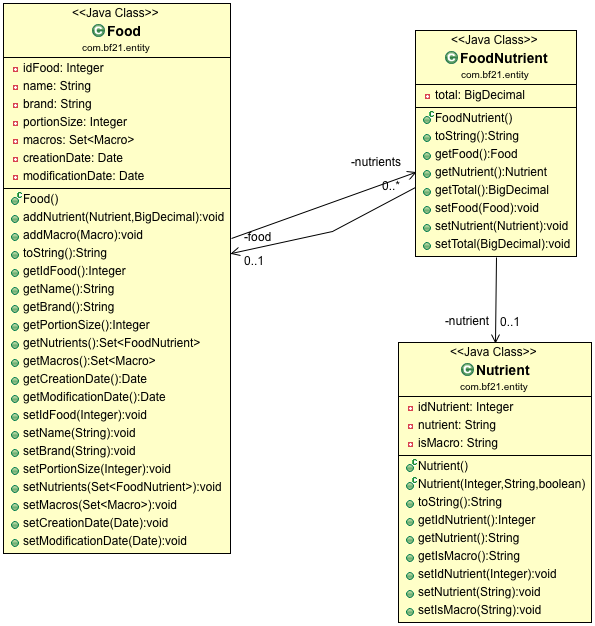 <<Java Class>>
Food
com.bf21.entity
idFood: Integer
name: String
brand: String
portionSize: Integer
macros: Set<Macro>
creationDate: Date
modificationDate: Date
Food()
addNutrient(Nutrient,BigDecimal):void
addMacro(Macro):void
toString():String
getIdFood():Integer
getName():String
getBrand():String
getPortionSize():Integer
getNutrients():Set<FoodNutrient>
getMacros():Set<Macro>
getCreationDate():Date
getModificationDate():Date
setIdFood(Integer):void
setName(String):void
setBrand(String):void
setPortionSize(Integer):void
setNutrients(Set<FoodNutrient>):void
setMacros(Set<Macro>):void
setCreationDate(Date):void
setModificationDate(Date):void
-nutrients
0..*
-food
0..1
<<Java Class>>
FoodNutrient
com.bf21.entity
total: BigDecimal
FoodNutrient()
toString():String
getFood():Food
getNutrient():Nutrient
getTotal():BigDecimal
setFood(Food):void
setNutrient(Nutrient):void
setTotal(BigDecimal):void
-nutrient
0..1
<<Java Class>>
Nutrient
com.bf21.entity
idNutrient: Integer
nutrient: String
isMacro: String
Nutrient()
Nutrient(Integer,String,boolean)
toString():String
getIdNutrient():Integer
getNutrient():String
getIsMacro():String
setIdNutrient(Integer):void
setNutrient(String):void
setIsMacro(String):void